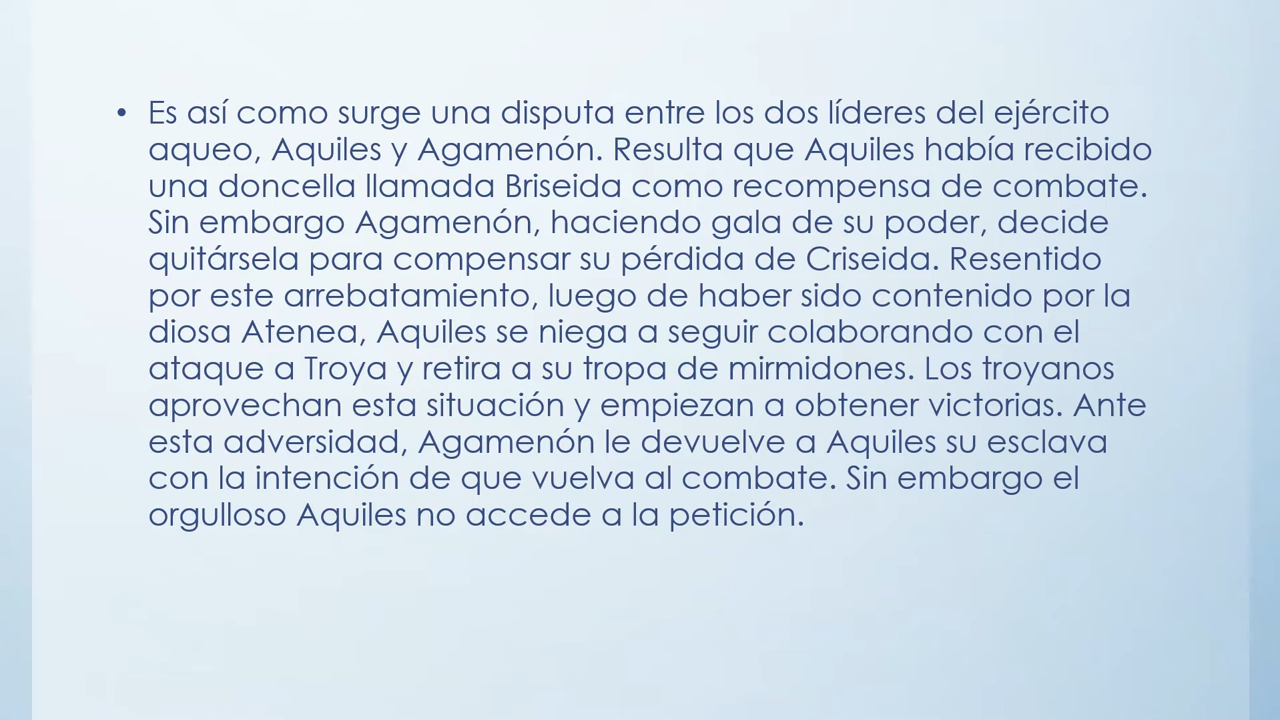 • Es así como surge una disputa entre los dos líderes del ejército
aqueo, Aquiles y Agamenón. Resulta que Aquiles había recibido
una doncella llamada Briseida como recompensa de combate.
Sin embargo Agamenón, haciendo gala de su poder, decide
quitársela para compensar su pérdida de Criseida. Resentido
por este arrebatamiento, luego de haber sido contenido por la
diosa Atenea, Aquiles se niega a seguir colaborando con el
ataque a Troya y retira a su tropa de mirmidones. Los troyanos
aprovechan esta situación y empiezan a obtener victorias. Ante
esta adversidad, Agamenón le devuelve a Aquiles su esclava
con la intención de que vuelva al combate. Sin embargo el
orgulloso Aquiles no accede a la petición.